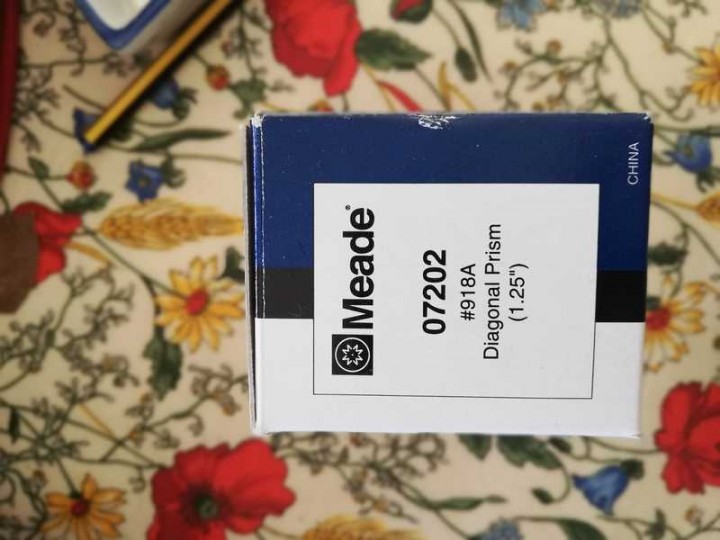 Meade®
07202
#918A
Diagonal Prism
(1.25")
CHINA